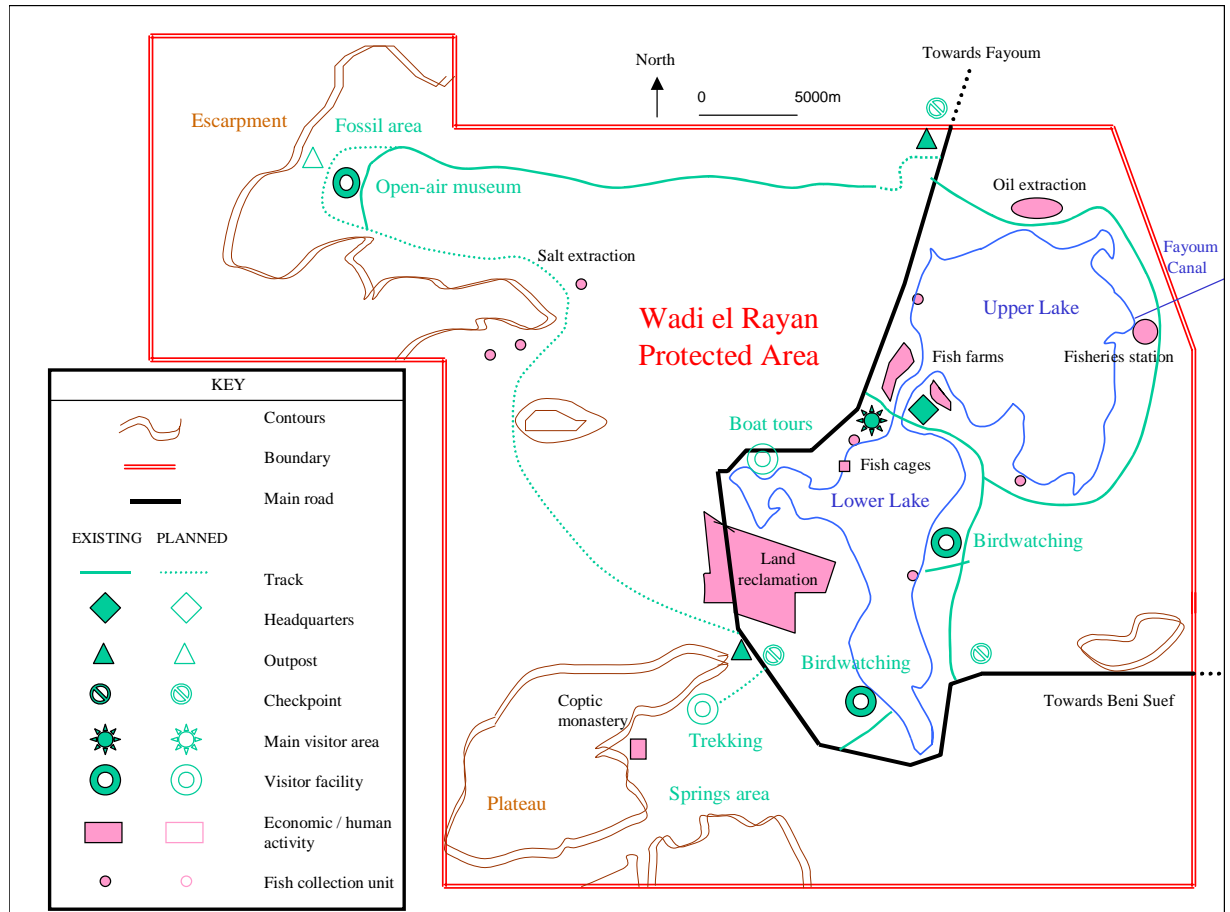 Towards Fayoum
North
0
5000m
Escarpment
Fossil area
Open-air museum
Oil extraction
Salt extraction
Fayoum
Canal
Upper Lake
Wadi el Rayan
Protected Area
Fish farms
Fisheries station
Boat tours
Fish cages
Lower Lake
Birdwatching
Land
reclamation
Birdwatching
Coptic
monastery
Towards Beni Suef
Trekking
Springs area
Plateau
KEY
Contours
Boundary
Main road
EXISTING PLANNED
Track
Headquarters
Outpost
Checkpoint
Main visitor area
Visitor facility
Economic / human
activity
Fish collection unit